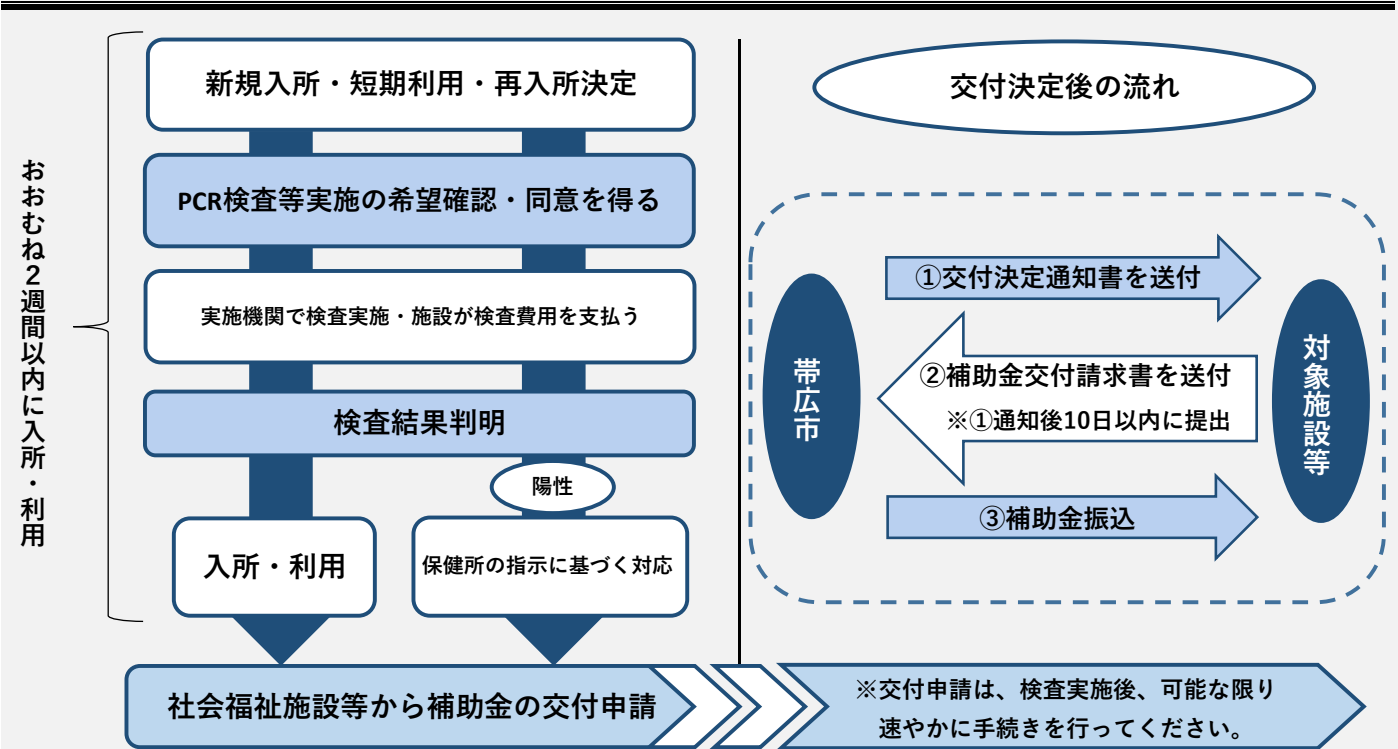 おおむね2週間以内に入所・利用
新規入所・短期利用・再入所決定
PCR検査等実施の希望確認・同意を得る
実施機関で検査実施・施設が検査費用を支払う
検査結果判明
陽性
入所・利用
保健所の指示に基づく対応
社会福祉施設等から補助金の交付申請
交付決定後の流れ
帯広市
①交付決定通知書を送付
②補助金交付請求書を送付
※①通知後10日以内に提出
③補助金振込
対象施設等
※交付申請は、検査実施後、可能な限り
速やかに手続きを行ってください。